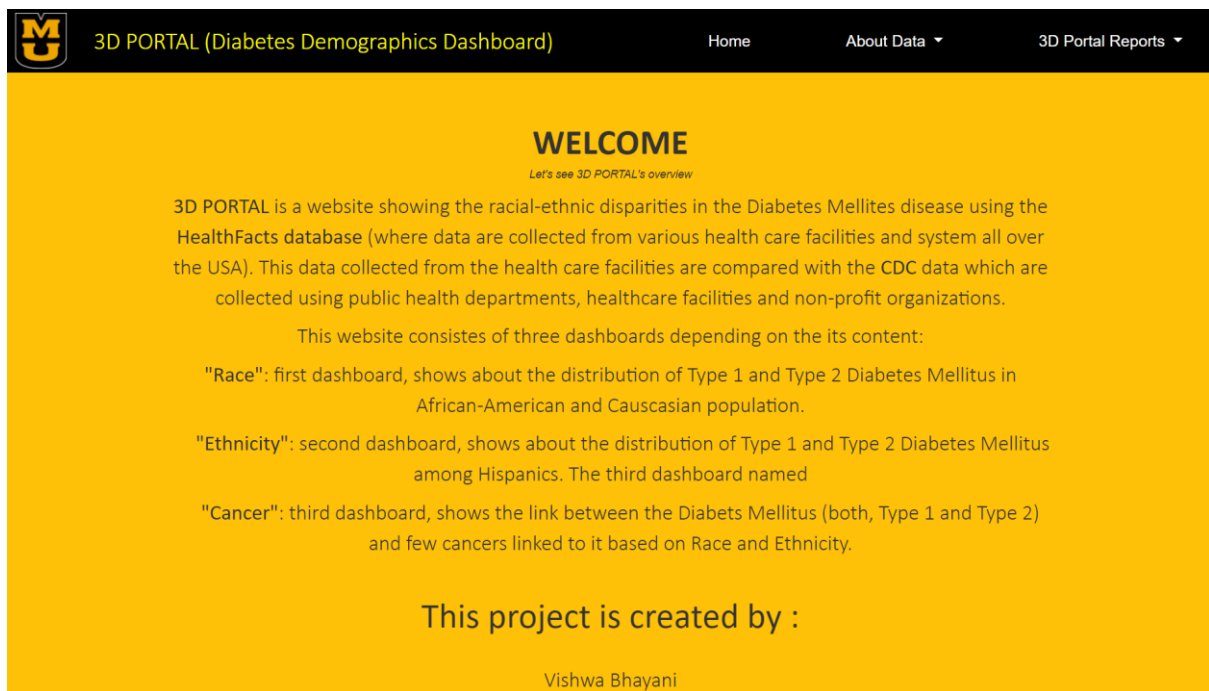 MU
3D PORTAL (Diabetes Demographics Dashboard)
Home
About Data
3D Portal Reports
WELCOME
Let's see 3D PORTAL's overview
3D PORTAL is a website showing the racial-ethnic disparities in the Diabetes Mellites disease using the
HealthFacts database (where data are collected from various health care facilities and system all over
the USA). This data collected from the health care facilities are compared with the CDC data which are
collected using public health departments, healthcare facilities and non-profit organizations.
This website consistes of three dashboards depending on the its content:
"Race": first dashboard, shows about the distribution of Type 1 and Type 2 Diabetes Mellitus in
African-American and Causcasian population.
"Ethnicity": second dashboard, shows about the distribution of Type 1 and Type 2 Diabetes Mellitus
among Hispanics. The third dashboard named
"Cancer": third dashboard, shows the link between the Diabets Mellitus (both, Type 1 and Type 2)
and few cancers linked to it based on Race and Ethnicity.
This project is created by :
Vishwa Bhayani